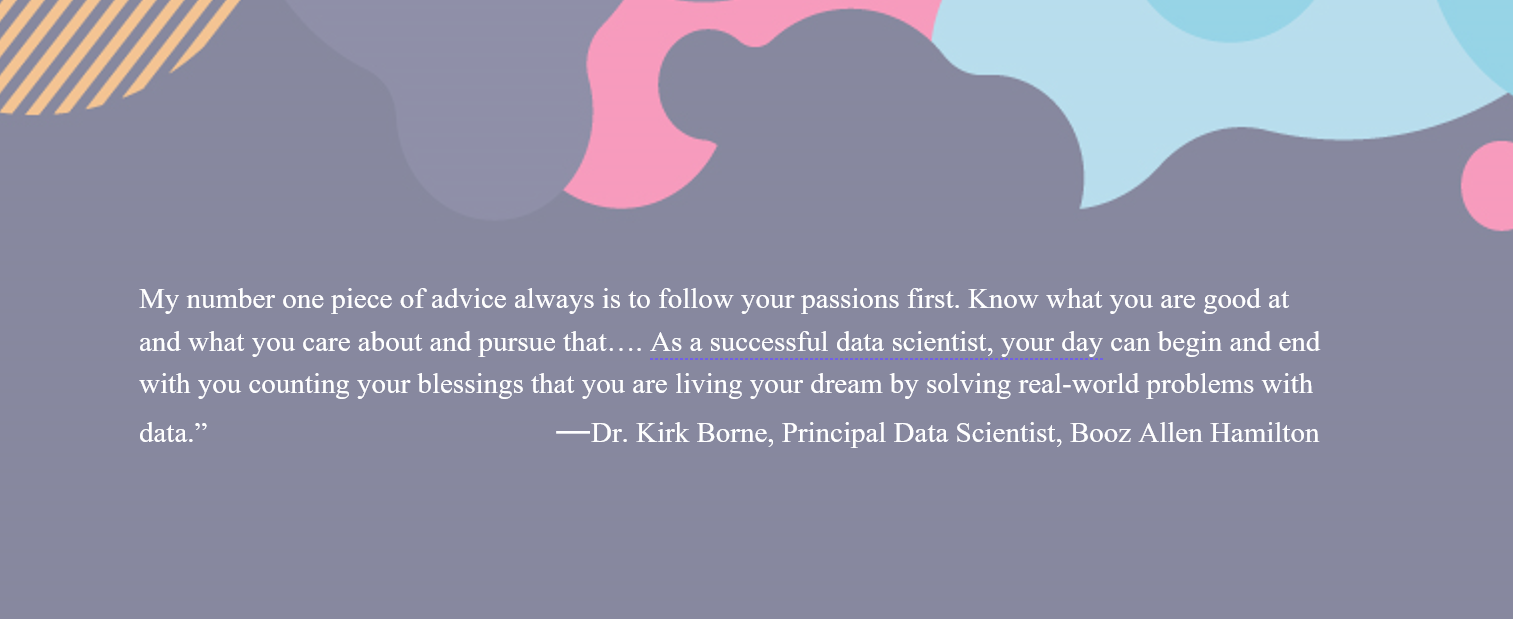 My number one piece of advice always is to follow your passions first. Know what you are good at
and what you care about and pursue that…. As a successful data scientist, your day can begin and end
with you counting your blessings that you are living your dream by solving real-world problems with
data.” —Dr. Kirk Borne, Principal Data Scientist, Booz Allen Hamilton